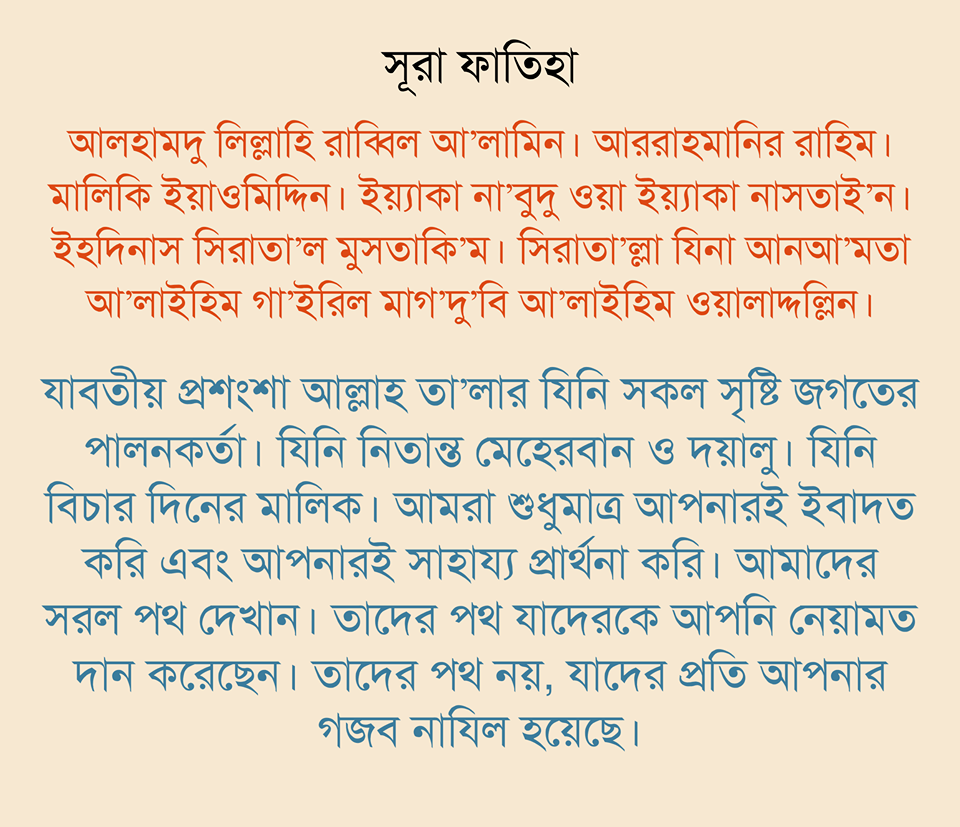 সূরা ফাতিহা
আলহামদু লিল্লাহি রাব্বিল আ’লামিন। আররাহমানির রাহিম।
মালিকি ইয়াওমিদ্দিন। ইয়্যাকা না’বুদু ওয়া ইয়্যাকা নাসতাই’ন।
ইহদিনাস সিরাতা’ল মুসতাকি’ম। সিরাতা’ল্লা যিনা আনআ’মতা
আ’লাইহিম গা’ইরিল মাগ’দু’বি আ’লাইহিম ওয়ালাদ্দল্লিন।
যাবতীয় প্রশংশা আল্লাহ তা’লার যিনি সকল সৃষ্টি জগতের
পালনকর্তা। যিনি নিতান্ত মেহেরবান ও দয়ালু। যিনি
বিচার দিনের মালিক। আমরা শুধুমাত্র আপনারই ইবাদত
করি এবং আপনারই সাহায্য প্রার্থনা করি। আমাদের
সরল পথ দেখান। তাদের পথ যাদেরকে আপনি নেয়ামত
দান করেছেন। তাদের পথ নয়, যাদের প্রতি আপনার
গজব নাযিল হয়েছে।